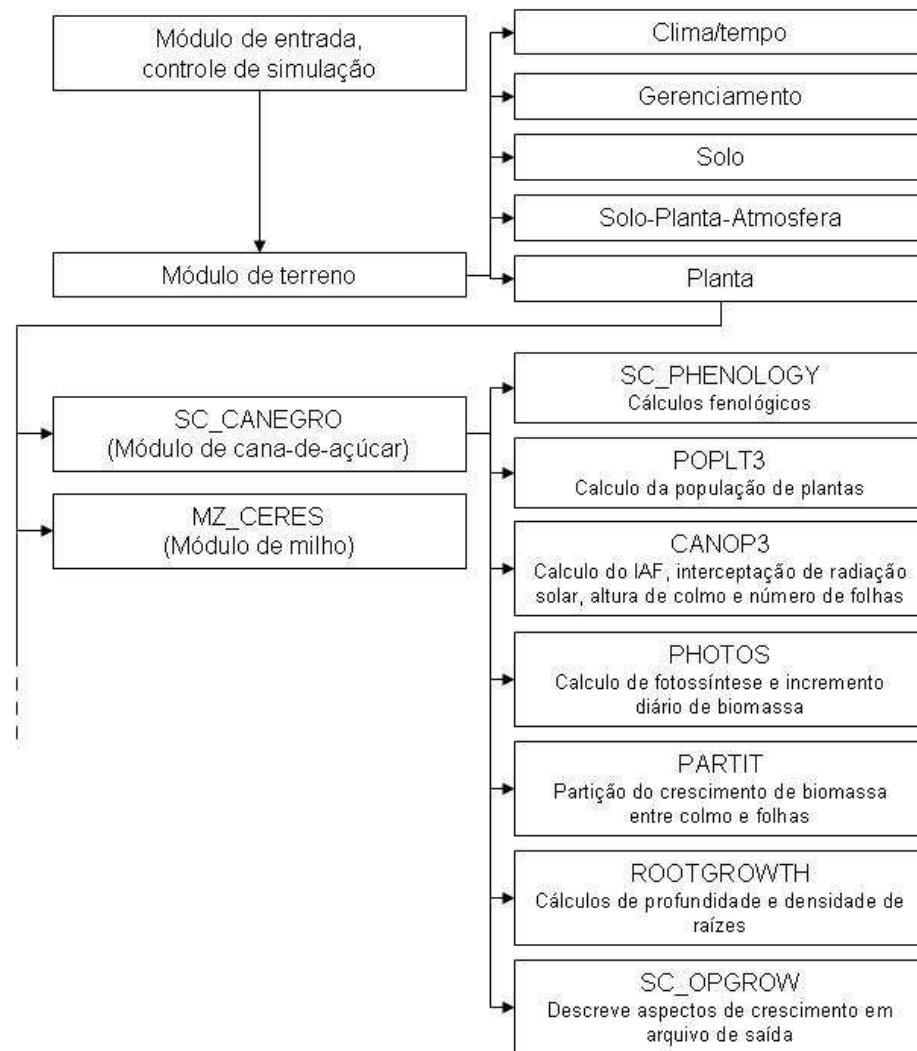 Módulo de entrada,
controle de simulação
Clima/tempo
Gerenciamento
Solo
Solo-Planta-Atmosfera
Módulo de terreno
Planta
SC_CANEGRO
(Módulo de cana-de-açúcar)
MZ_CERES
(Módulo de milho)
SC_PHENOLOGY
Cálculos fenológicos
POPLT3
Calculo da população de plantas
CANOP3
Calculo do IAF, interceptação de radiação
solar, altura de colmo e número de folhas
PHOTOS
Calculo de fotossíntese e incremento
diário de biomassa
PARTIT
Partição do crescimento de biomassa
entre colmo e folhas
ROOTGROWTH
Cálculos de profundidade e densidade de
raízes
SC_OPGROW
Descreve aspectos de crescimento em
arquivo de saída